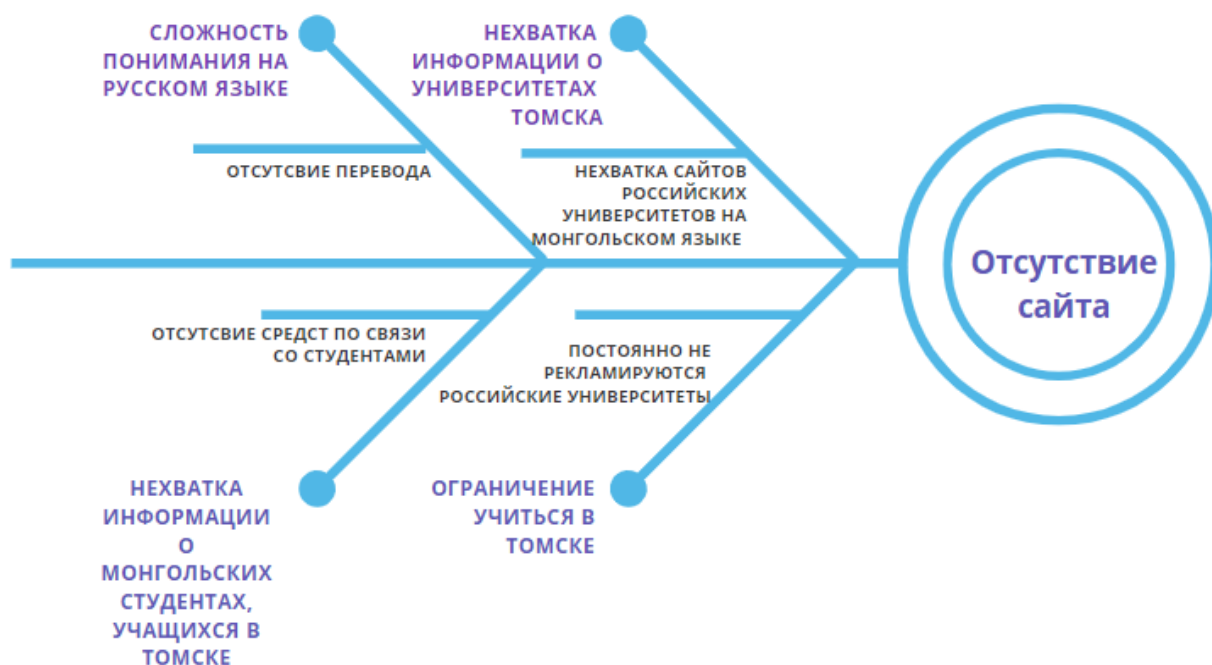 СЛОЖНОСТЬ
ПОНИМАНИЯ НА
РУССКОМ ЯЗЫКЕ
ОТСУТСВИЕ ПЕРЕВОДА
НЕХВАТКА
ИНФОРМАЦИИ О
УНИВЕРСИТЕТАХ
ТОМСКА
НЕХВАТКА САЙТОВ
РОССИЙСКИХ
УНИВЕРСИТЕТОВ НА
МОНГОЛЬСКОМ ЯЗЫКЕ
Отсутствие
сайта
ОТСУТСВИЕ СРЕДСТ ПО СВЯЗИ
СО СТУДЕНТАМИ
НЕХВАТКА
ИНФОРМАЦИИ
О
МОНГОЛЬСКИХ
СТУДЕНТАХ,
УЧАЩИХСЯ В
ТОМСКЕ
ПОСТОЯННО НЕ
РЕКЛАМИРУЮТСЯ
РОССИЙСКИЕ УНИВЕРСИТЕТЫ
ОГРАНИЧЕНИЕ
УЧИТЬСЯ В
ТОМСКЕ